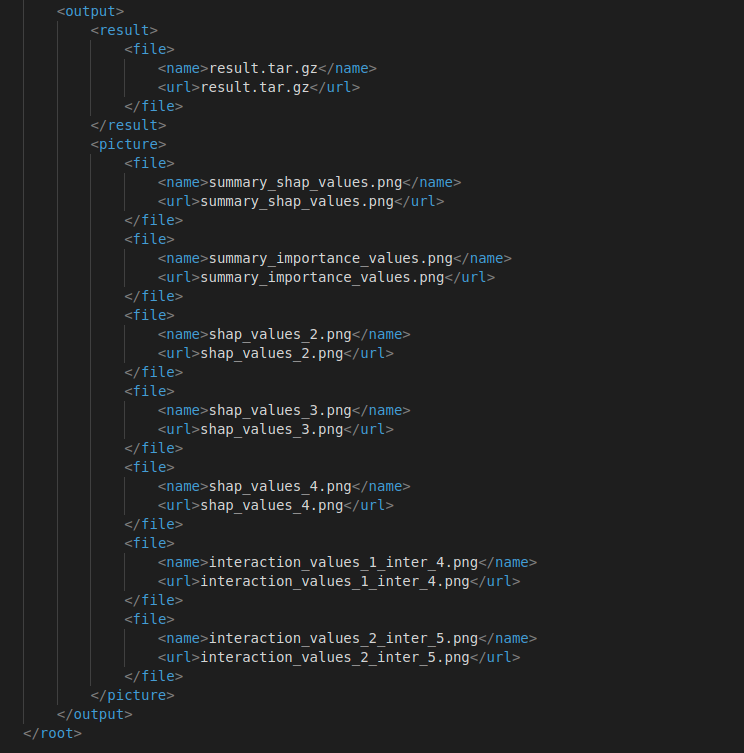 <output>
<result>
<file>
<name>result.tar.gz</name>
<url>result.tar.gz</url>
</file>
</result>
<picture>
<file>
<name>summary_shap_values.png</name>
<url>summary_shap_values.png</url>
</file>
<file>
<name>summary_importance_values.png</name>
<url>summary_importance_values.png</url>
</file>
<file>
<name>shap_values_2.png</name>
<url>shap_values_2.png</url>
</file>
<file>
<name>shap_values_3.png</name>
<url>shap_values_3.png</url>
</file>
<file>
<name>shap_values_4.png</name>
<url>shap_values_4.png</url>
</file>
<file>
<name>interaction_values_1_inter_4.png</name>
<url>interaction_values_1_inter_4.png</url>
</file>
<file>
<name>interaction_values_2_inter_5.png</name>
<url>interaction_values_2_inter_5.png</url>
</file>
</picture>
</output>
</root>